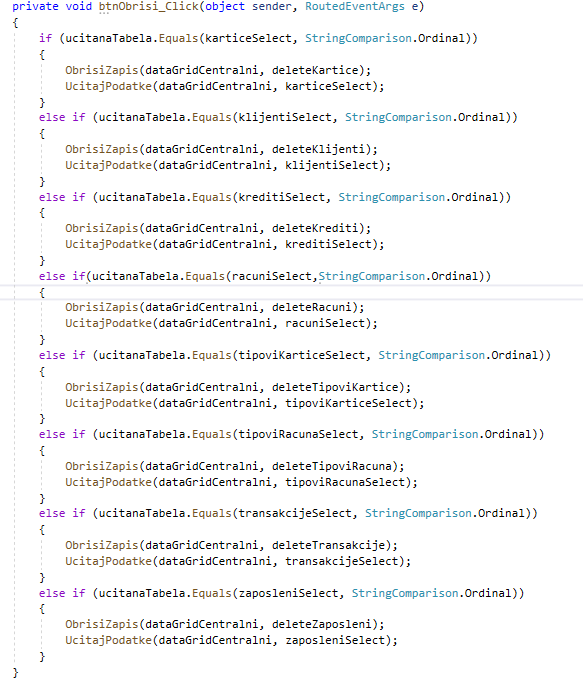 private void btnObrisi_Click(object sender, RoutedEventArgs e)
{
    if (ucitanaTabela.Equals(karticeSelect, StringComparison.Ordinal))
    {
        ObrisiZapis(dataGridCentralni, deleteKartice);
        UcitajPodatke(dataGridCentralni, karticeSelect);
    }
    else if (ucitanaTabela.Equals(klijentiSelect, StringComparison.Ordinal))
    {
        ObrisiZapis(dataGridCentralni, deleteKlijenti);
        UcitajPodatke(dataGridCentralni, klijentiSelect);
    }
    else if (ucitanaTabela.Equals(kreditiSelect, StringComparison.Ordinal))
    {
        ObrisiZapis(dataGridCentralni, deleteKrediti);
        UcitajPodatke(dataGridCentralni, kreditiSelect);
    }
    else if(ucitanaTabela.Equals(racuniSelect,StringComparison.Ordinal))
    {
        ObrisiZapis(dataGridCentralni, deleteRacuni);
        UcitajPodatke(dataGridCentralni, racuniSelect);
    }
    else if (ucitanaTabela.Equals(tipoviKarticeSelect, StringComparison.Ordinal))
    {
        ObrisiZapis(dataGridCentralni, deleteTipoviKartice);
        UcitajPodatke(dataGridCentralni, tipoviKarticeSelect);
    }
    else if (ucitanaTabela.Equals(tipoviRacunaSelect, StringComparison.Ordinal))
    {
        ObrisiZapis(dataGridCentralni, deleteTipoviRacuna);
        UcitajPodatke(dataGridCentralni, tipoviRacunaSelect);
    }
    else if (ucitanaTabela.Equals(transakcijeSelect, StringComparison.Ordinal))
    {
        ObrisiZapis(dataGridCentralni, deleteTransakcije);
        UcitajPodatke(dataGridCentralni, transakcijeSelect);
    }
    else if (ucitanaTabela.Equals(zaposleniSelect, StringComparison.Ordinal))
    {
        ObrisiZapis(dataGridCentralni, deleteZaposleni);
        UcitajPodatke(dataGridCentralni, zaposleniSelect);
    }
}